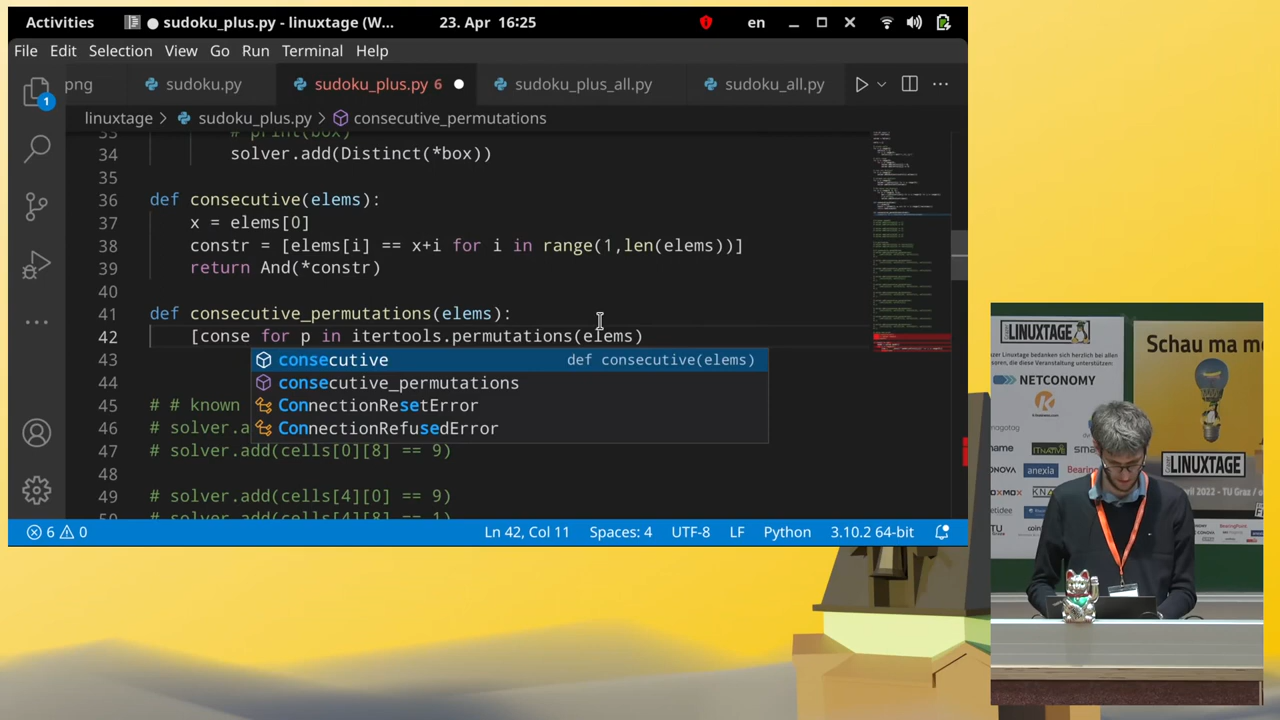 Activities
sudoku_plus.py - linuxtage (W...
23. Apr 16:25
en
File Edit Selection View Go Run Terminal Help
png
sudoku.py
sudoku_plus.py 6
sudoku_plus_all.py
sudoku_all.py
linuxtage > sudoku_plus.py > consecutive_permutations
33 # print(box)
34 solver.add(Distinct(*box))
35
36 def consecutive(elems):
37 = elems[0]
38 constr = [elems[i] == x+i for i in range(1,len(elems))]
39 return And(*constr)
40
41 def consecutive_permutations(elems):
42 [conse for p in itertools.permutations(elems)
43 consecutive def consecutive(elems)
44 consecutive_permutations
45 # # known ConnectionResetError
46 # solver.a ConnectionRefusedError
47 # solver.add(cells[0][8] == 9)
48
49 # solver.add(cells[4][0] == 9)
50 # solver.add(cells[4][8] == 1)
1
6 0
Ln 42, Col 11
Spaces: 4
UTF-8
LF
Python
3.10.2 64-bit
LINUXTAGE
NETCONOMY
anexia
ITNATIVE
Schau ma mo
LINUXTAGE